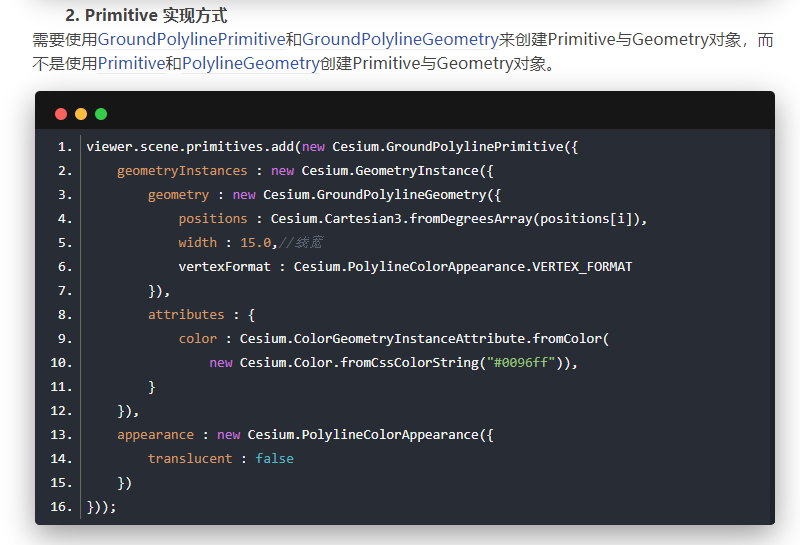 2. Primitive 实现方式
需要使用GroundPolylinePrimitive和GroundPolylineGeometry来创建Primitive与Geometry对象，而
不是使用Primitive和PolylineGeometry创建Primitive与Geometry对象。
1. viewer.scene.primitives.add(new Cesium.GroundPolylinePrimitive({
2.     geometryInstances : new Cesium.GeometryInstance({
3.         geometry : new Cesium.GroundPolylineGeometry({
4.             positions : Cesium.Cartesian3.fromDegreesArray(positions[i]),
5.             width : 15.0,//线宽
6.             vertexFormat : Cesium.PolylineColorAppearance.VERTEX_FORMAT
7.         }),
8.         attributes : {
9.             color : Cesium.ColorGeometryInstanceAttribute.fromColor(
10.                 new Cesium.Color.fromCssColorString("#0096ff")),
11.         }
12.     }),
13.     appearance : new Cesium.PolylineColorAppearance({
14.         translucent : false
15.     })
16. }));